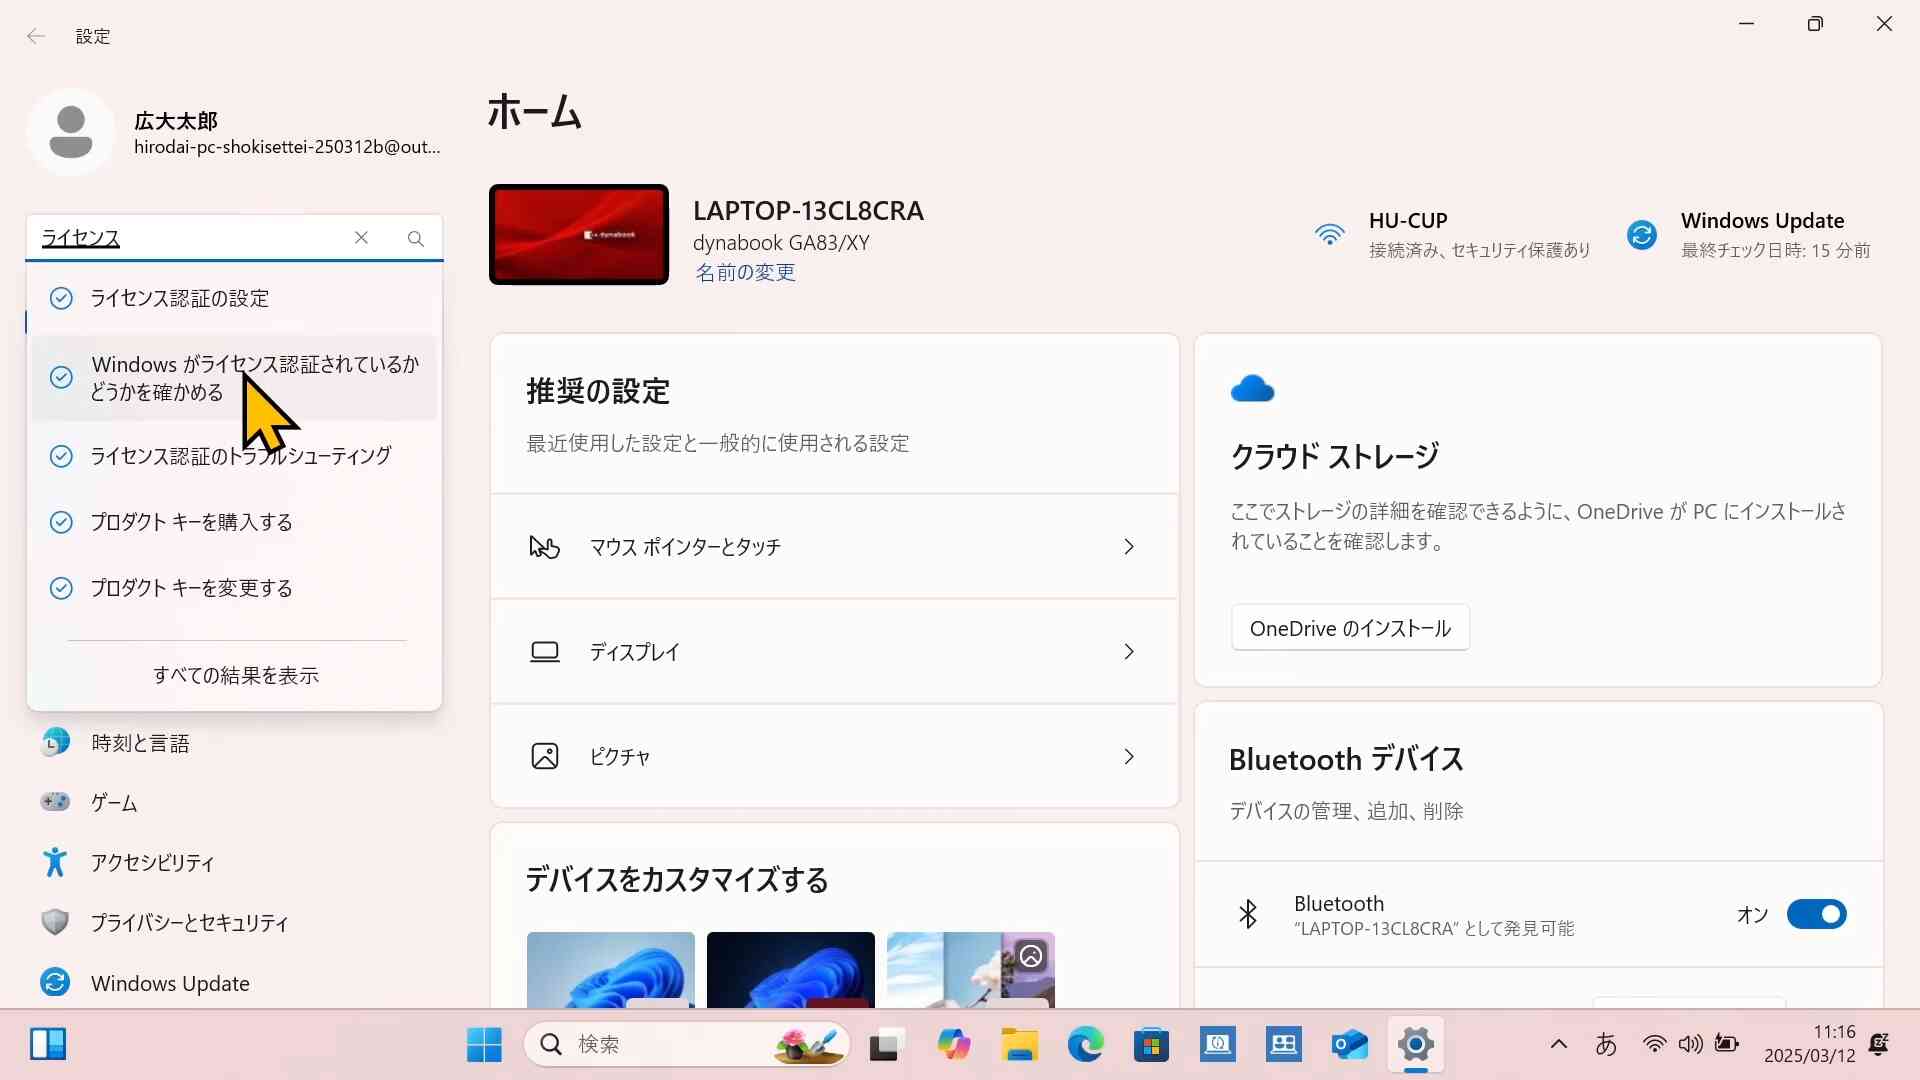 設定
広大太郎
hirodai-pc-shokisettei-250312b@out...
ライセンス
ライセンス認証の設定
Windows がライセンス認証されているか
どうかを確かめる
ライセンス認証のトラブルシューティング
プロダクト キーを購入する
プロダクト キーを変更する
すべての結果を表示
時刻と言語
ゲーム
アクセシビリティ
プライバシーとセキュリティ
Windows Update
ホーム
dynabook
LAPTOP-13CL8CRA
dynabook GA83/XY
名前の変更
HU-CUP
接続済み、セキュリティ保護あり
Windows Update
最終チェック日時: 15 分前
推奨の設定
最近使用した設定と一般的に使用される設定
マウス ポインターとタッチ
ディスプレイ
ピクチャ
デバイスをカスタマイズする
クラウド ストレージ
ここでストレージの詳細を確認できるように、OneDrive が PC にインストールさ
れていることを確認します。
OneDrive のインストール
Bluetooth デバイス
デバイスの管理、追加、削除
Bluetooth
"LAPTOP-13CL8CRA" として発見可能
オン
検索
あ
11:16
2025/03/12